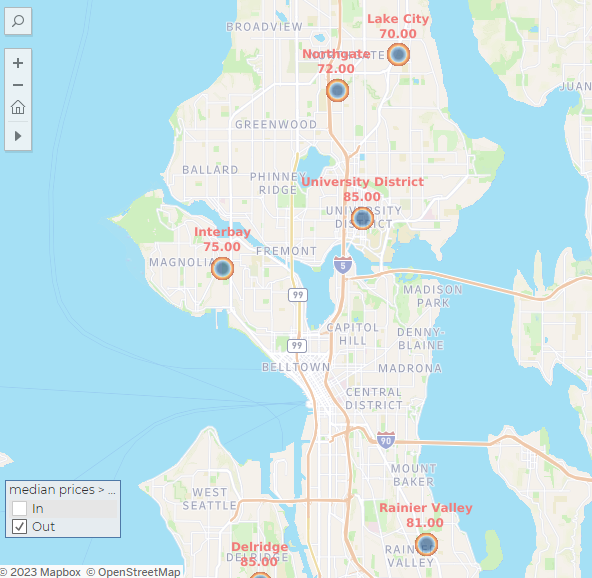 BROADVIEW
Lake City
70.00
Northgate
72.00
JUAN
GREENWOOD
BALLARD
PHINNEY
RIDGE
University District
85.00
UNIVERSITY
DISTRICT
Interbay
75.00
MAGNOLIA
FREMONT
5
99
MADISON
PARK
CAPITOL
HILL
DENNY-
BLAINE
99
BELLTOWN
MADRONA
CENTRAL
DISTRICT
90
MOUNT
BAKER
median prices > ...
In
Out
WEST
SEATTLE
Rainier Valley
81.00
Delridge
85.00
DELRIDGE
RAINIER
VALLEY
© 2023 Mapbox © OpenStreetMap